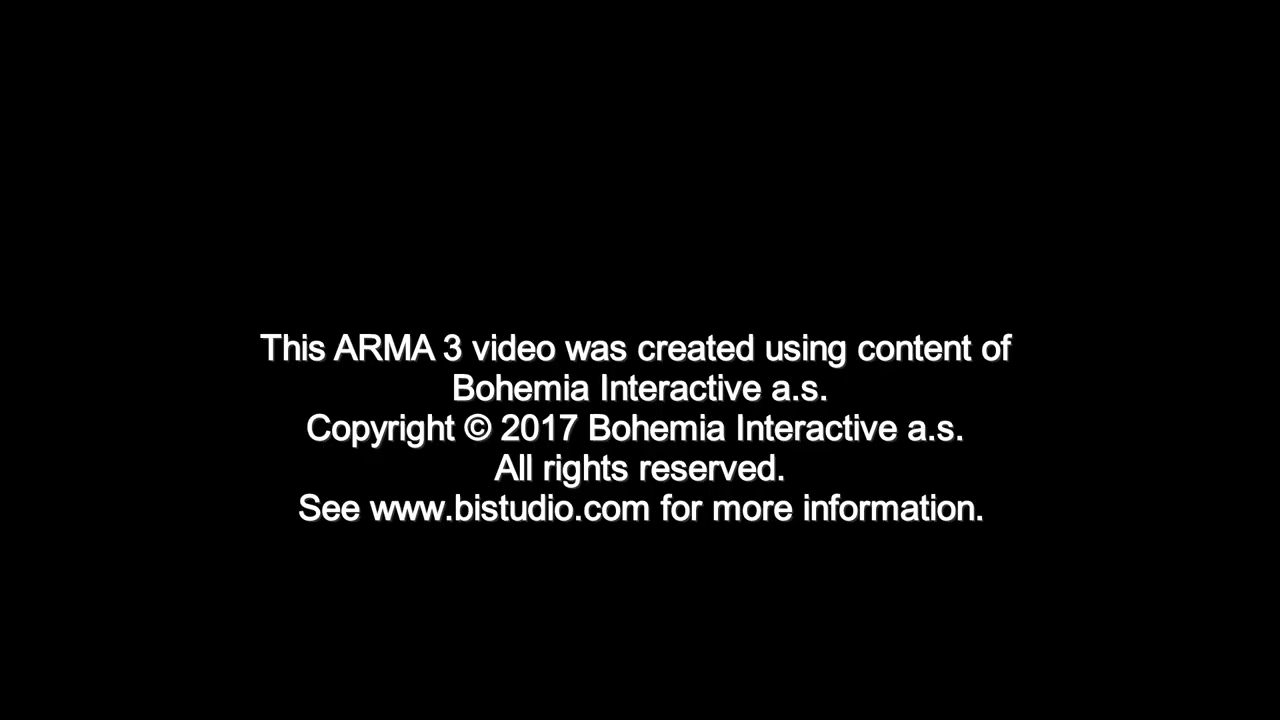 This ARMA 3 video was created using content of
Bohemia Interactive a.s.
Copyright © 2017 Bohemia Interactive a.s.
All rights reserved.
See www.bistudio.com for more information.